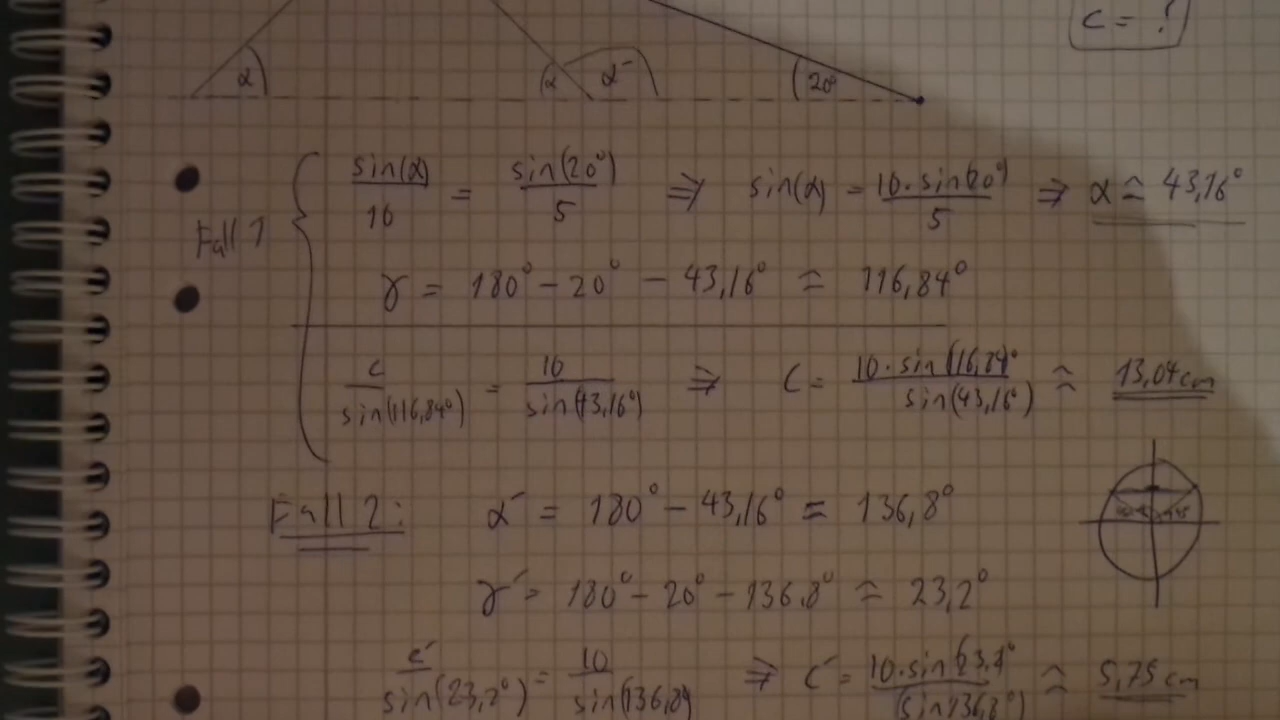 c = ?
α α α´ 20°
Fall 1
sin(α)/10 = sin(20°)/5 ⇒ sin(α) = 10·sin(20°)/5 ⇒ α ≈ 43,16°
γ = 180° - 20° - 43,16° ≈ 116,84°
c/sin(116,84°) = 10/sin(43,16°) ⇒ c = 10·sin(116,84°)/sin(43,16°) ≈ 13,04 cm
Fall 2: α´ = 180° - 43,16° = 136,8°
γ´ = 180° - 20° - 136,8° ≈ 23,2°
c´/sin(23,2°) = 10/sin(136,8°) ⇒ c´ = 10·sin(23,2°)/(sin136,8°) ≈ 5,75 cm